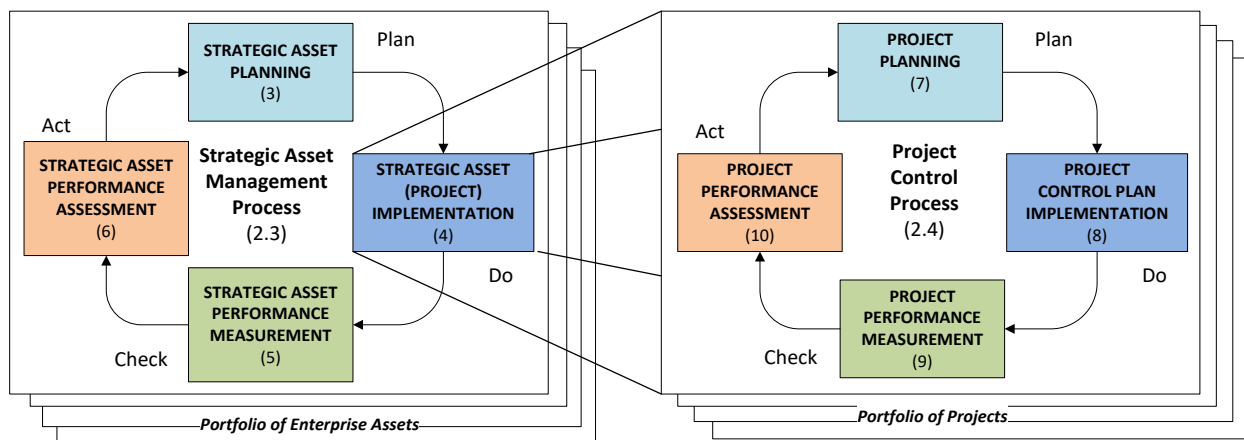 STRATEGIC ASSET
PLANNING
(3)
Plan
Act
STRATEGIC ASSET
PERFORMANCE
ASSESSMENT
(6)
Strategic Asset
Management
Process
(2.3)
STRATEGIC ASSET
(PROJECT)
IMPLEMENTATION
(4)
Do
STRATEGIC ASSET
PERFORMANCE
MEASUREMENT
(5)
Check
Portfolio of Enterprise Assets
PROJECT
PLANNING
(7)
Plan
Act
PROJECT
PERFORMANCE
ASSESSMENT
(10)
Project
Control
Process
(2.4)
PROJECT
CONTROL PLAN
IMPLEMENTATION
(8)
Do
PROJECT
PERFORMANCE
MEASUREMENT
(9)
Check
Portfolio of Projects